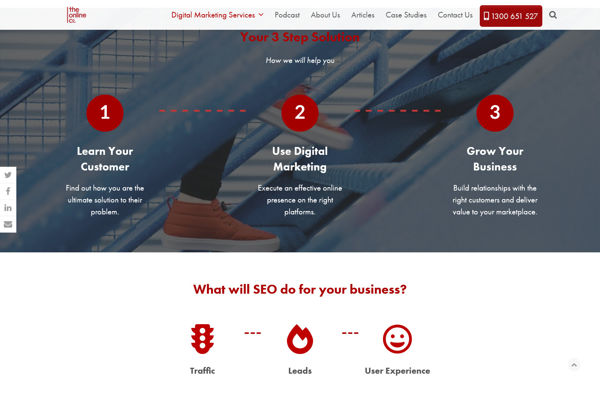 the
online
co.
Digital Marketing Services
Podcast
About Us
Articles
Case Studies
Contact Us
1300 651 527
Your 3 Step Solution
How we will help you
1
2
3
Learn Your
Customer
Find out how you are the
ultimate solution to their
problem.
Use Digital
Marketing
Execute an effective online
presence on the right
platforms.
Grow Your
Business
Build relationships with the
right customers and deliver
value to your marketplace.
What will SEO do for your business?
Traffic
Leads
User Experience